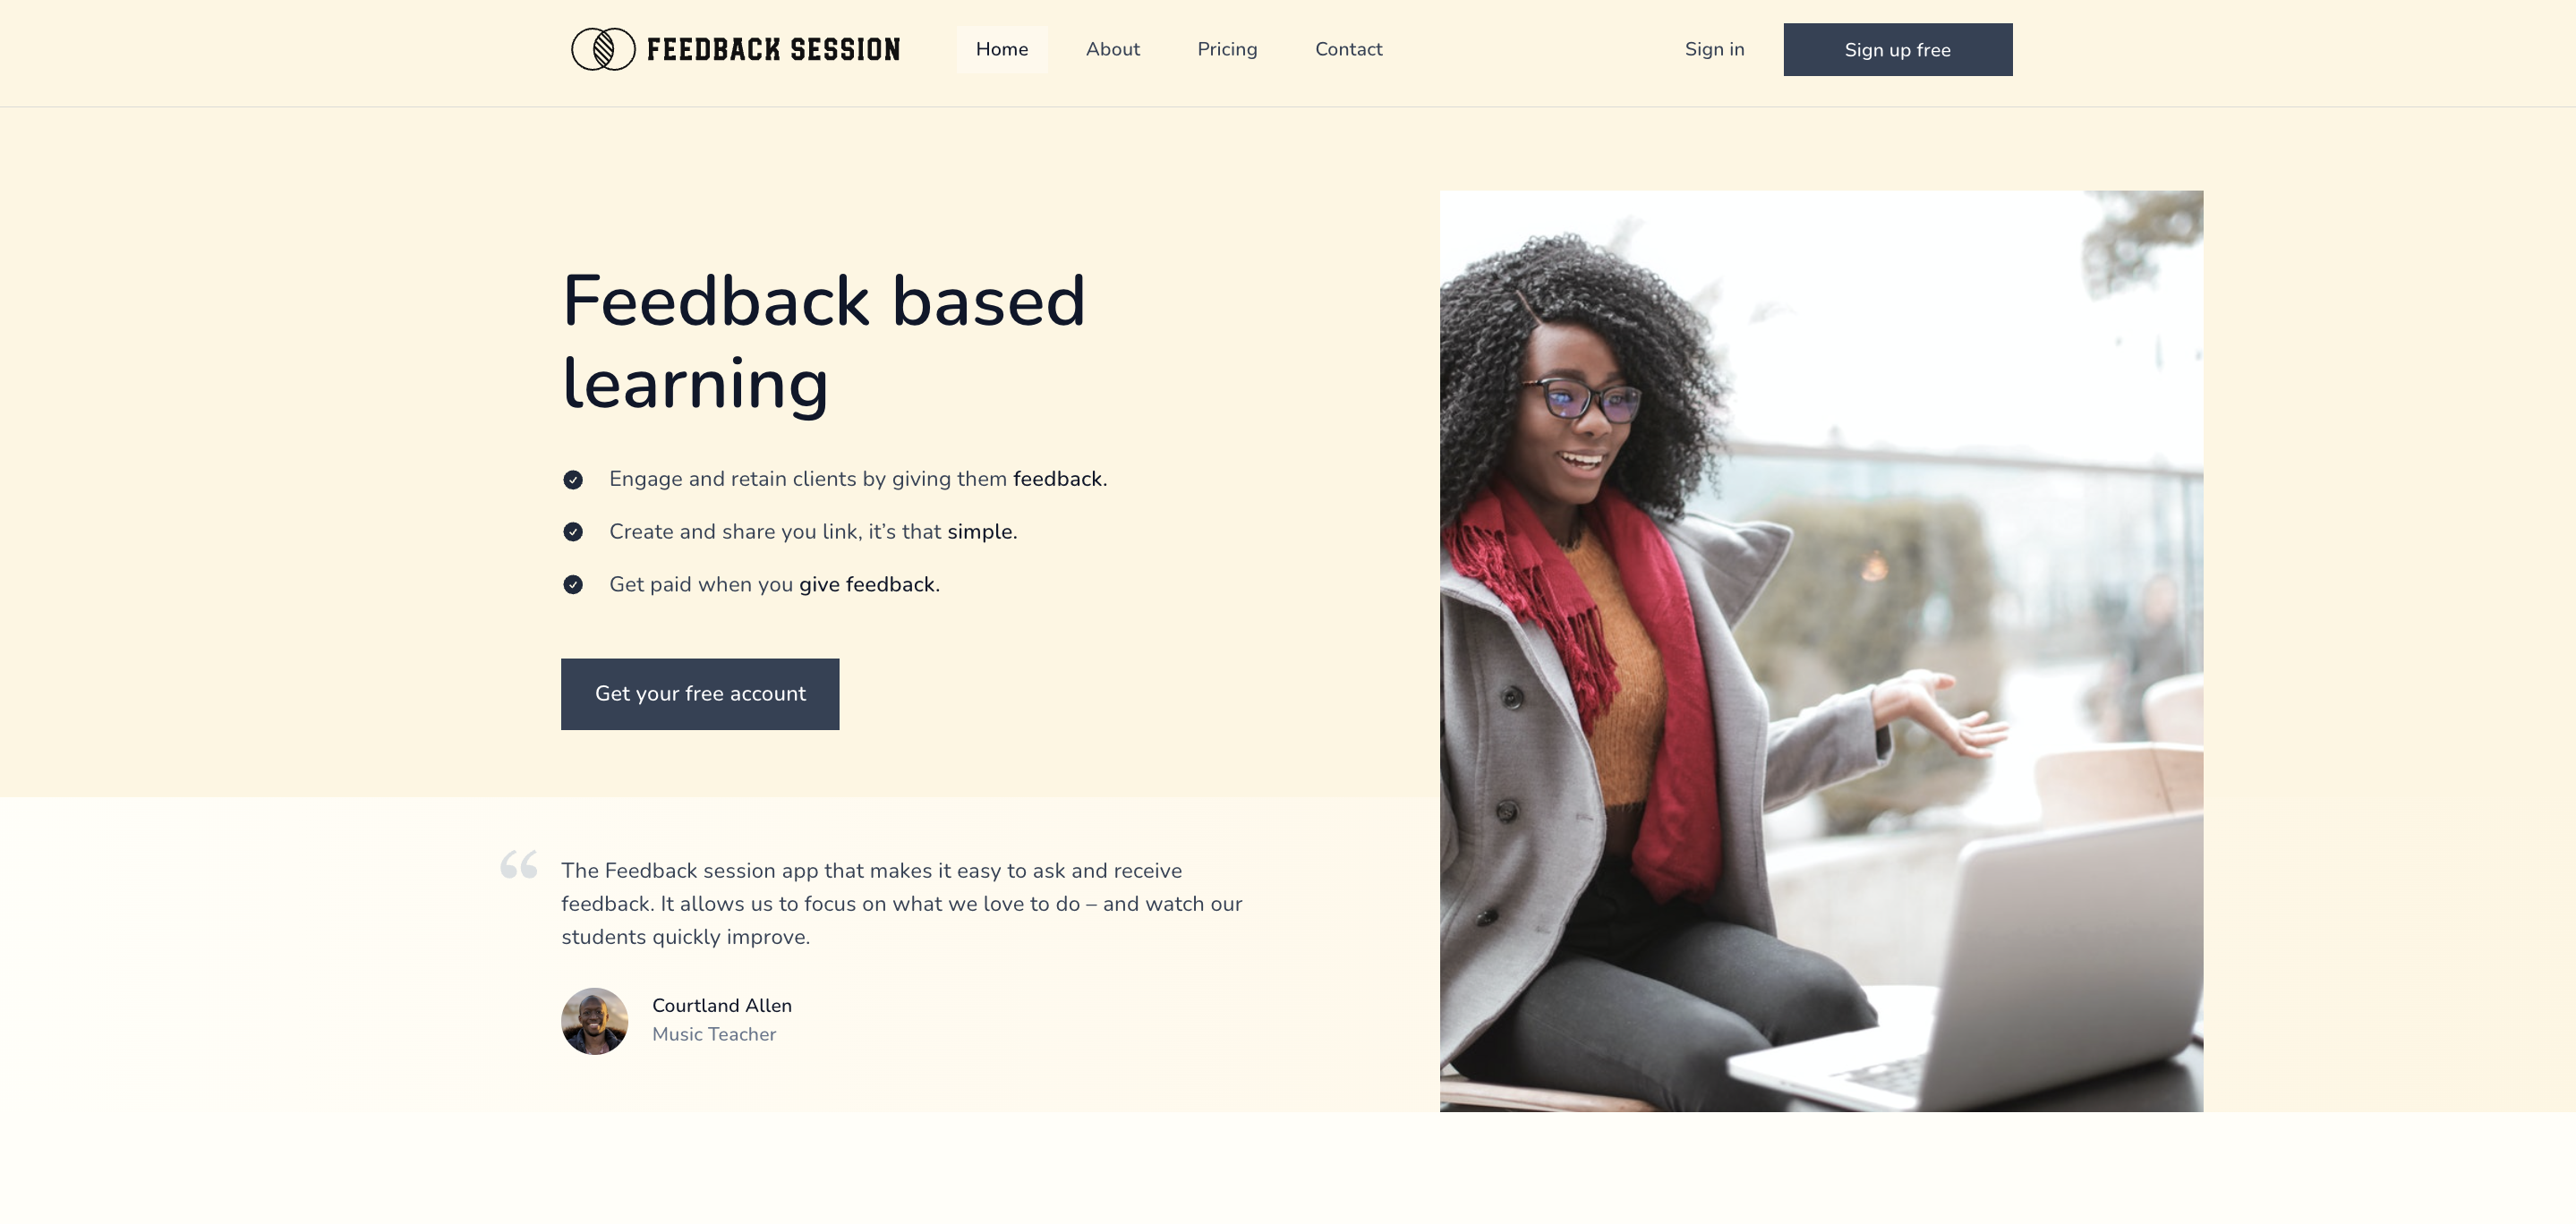 FEEDBACK SESSION
Home
About
Pricing
Contact
Sign in
Sign up free
Feedback based
learning
Engage and retain clients by giving them feedback.
Create and share you link, it’s that simple.
Get paid when you give feedback.
Get your free account
“
The Feedback session app that makes it easy to ask and receive
feedback. It allows us to focus on what we love to do – and watch our
students quickly improve.
Courtland Allen
Music Teacher